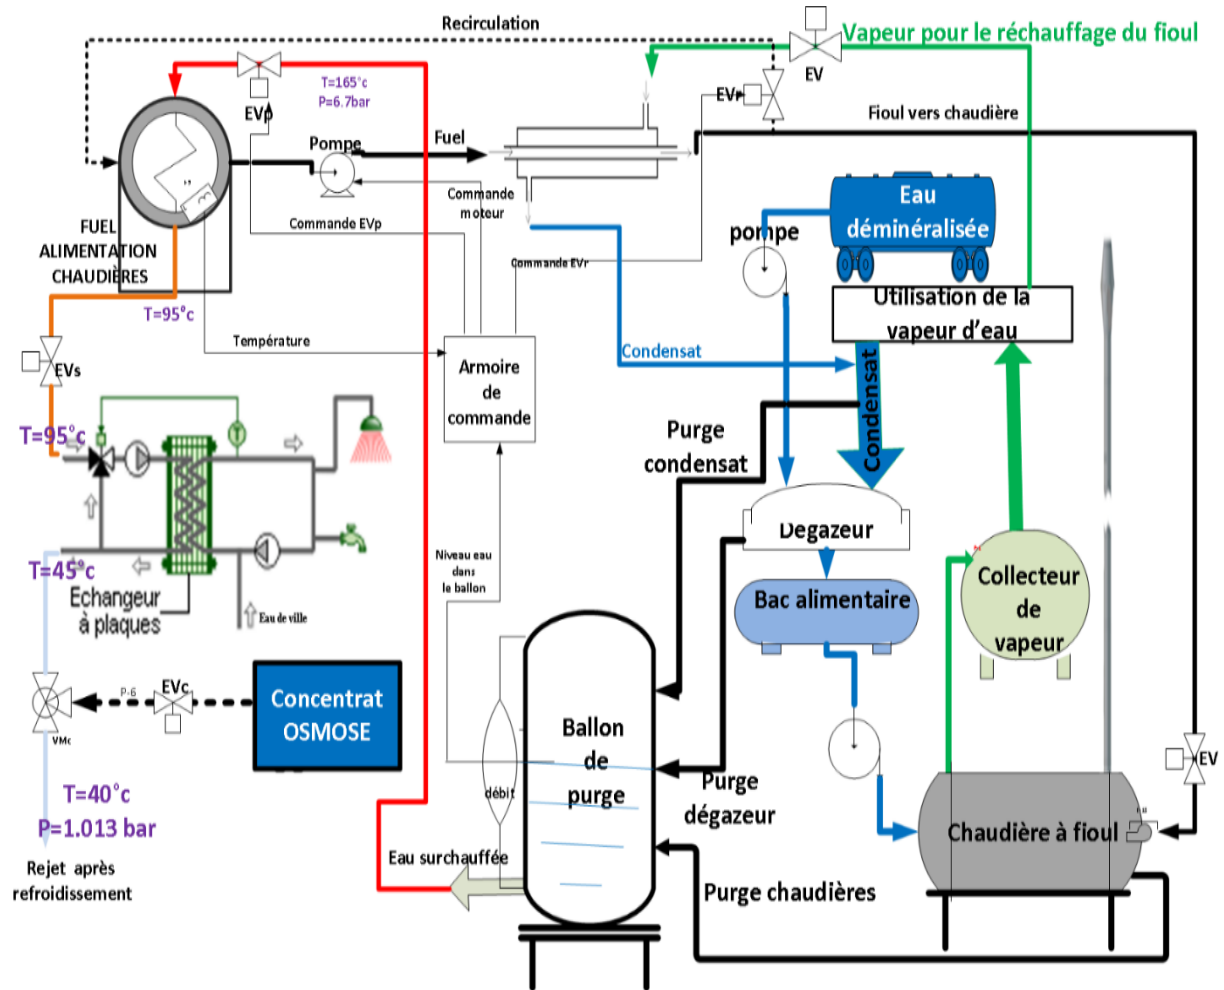 Recirculation
Vapeur pour le réchauffage du fioul
T=165°c
P=6.7bar
EVp
EV
EVr
Fioul vers chaudière
Pompe
Fuel
Commande
moteur
Eau
déminéralisée
pompe
FUEL
ALIMENTATION
CHAUDIÈRES
Commande EVp
Commande EVr
T=95°c
Utilisation de la
vapeur d'eau
Température
Condensat
Condensat
EVs
Armoire
de
commande
T=95°c
Purge
condensat
Dégazeur
Niveau eau
dans
le ballon
T=45°c
Echangeur
à plaques
Eau de ville
Bac alimentaire
Collecteur
de
vapeur
P-6
EVc
Concentrat
OSMOSE
VMc
Ballon
de
purge
débit
Purge
dégazeur
EV
T=40°c
P=1.013 bar
Chaudière à fioul
Eau surchauffée
Rejet après
refroidissement
Purge chaudières